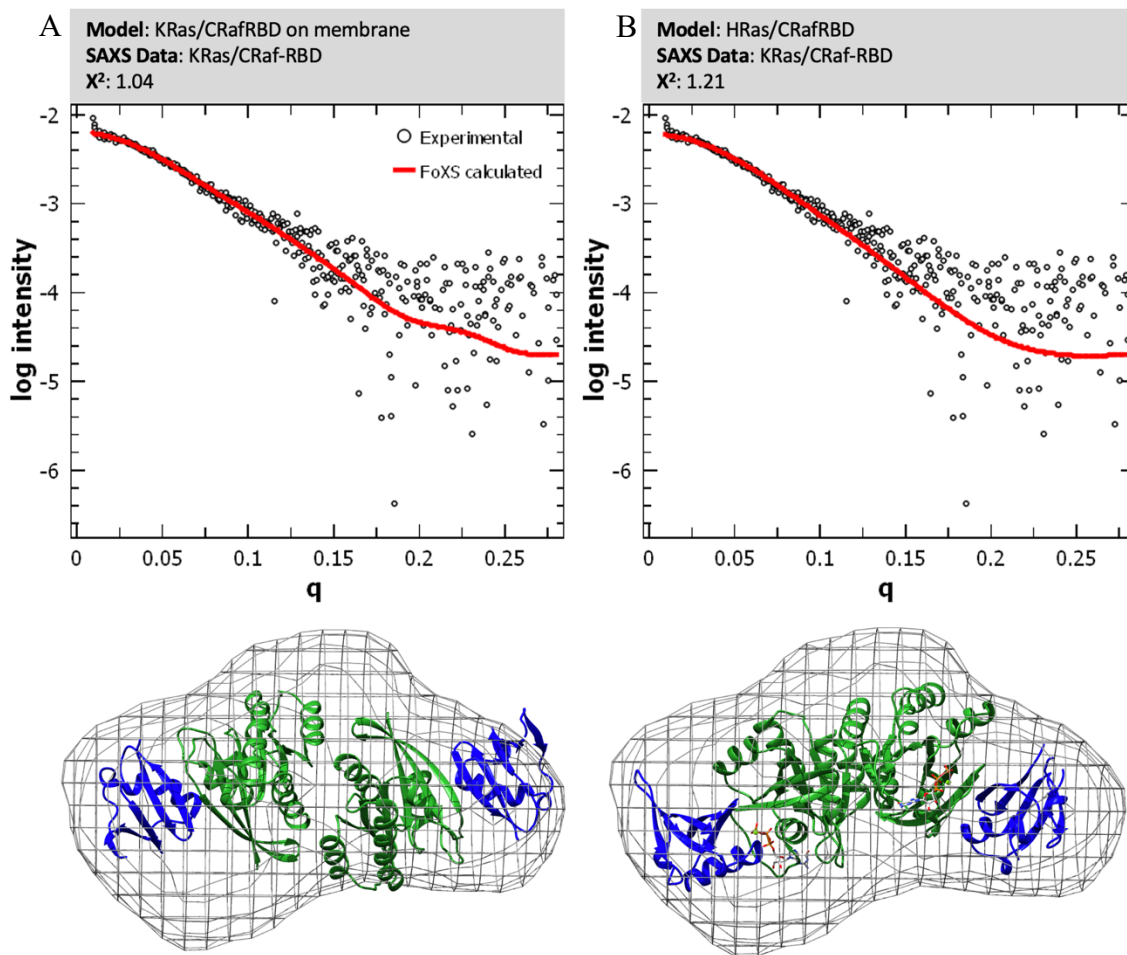 A
Model: KRas/CRafRBD on membrane
SAXS Data: KRas/CRaf-RBD
X²: 1.04
-2
-3
-4
-5
-6
log intensity
Experimental
FoXS calculated
0
0.05
0.1
0.15
0.2
0.25
q
B
Model: HRas/CRafRBD
SAXS Data: KRas/CRaf-RBD
X²: 1.21
-2
-3
-4
-5
-6
log intensity
0
0.05
0.1
0.15
0.2
0.25
q